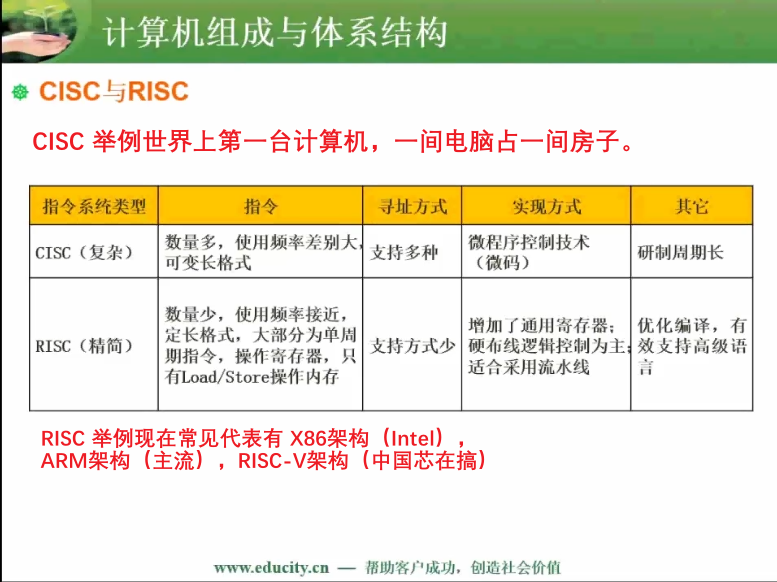 计算机组成与体系结构
CISC与RISC
CISC 举例世界上第一台计算机，一间电脑占一间房子。
指令系统类型
指令
寻址方式
实现方式
其它
CISC（复杂）
数量多，使用频率差别大，
可变长格式
支持多种
微程序控制技术
（微码）
研制周期长
RISC（精简）
数量少，使用频率接近，
定长格式，大部分为单周
期指令，操作寄存器，只
有Load/Store操作内存
支持方式少
增加了通用寄存器；
硬布线逻辑控制为主；
适合采用流水线
优化编译，有
效支持高级语
言
RISC 举例现在常见代表有 X86架构（Intel），
ARM架构（主流），RISC-V架构（中国芯在搞）
www.educity.cn — 帮助客户成功，创造社会价值